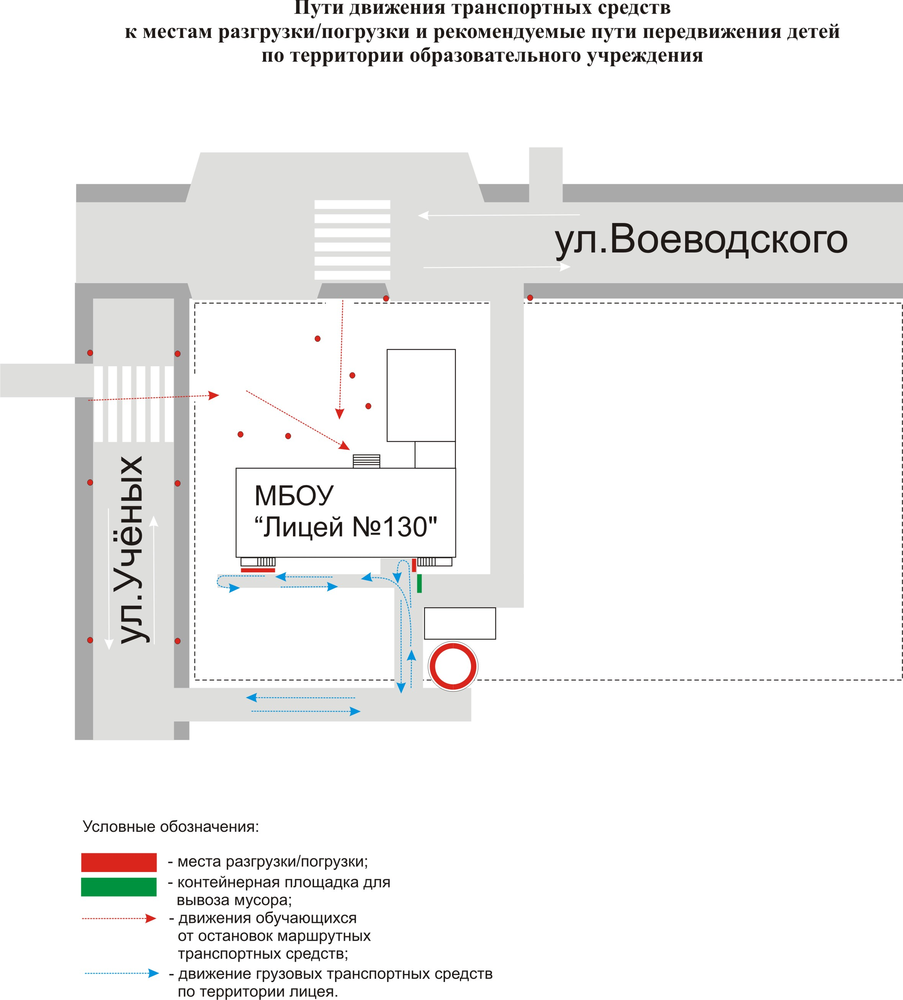 Пути движения транспортных средств
к местам разгрузки/погрузки и рекомендуемые пути передвижения детей
по территории образовательного учреждения
ул.Воеводского
ул.Учёных
МБОУ
“Лицей №130"
Условные обозначения:
- места разгрузки/погрузки;
- контейнерная площадка для
вывоза мусора;
- движения обучающихся
от остановок маршрутных
транспортных средств;
- движение грузовых транспортных средств
по территории лицея.